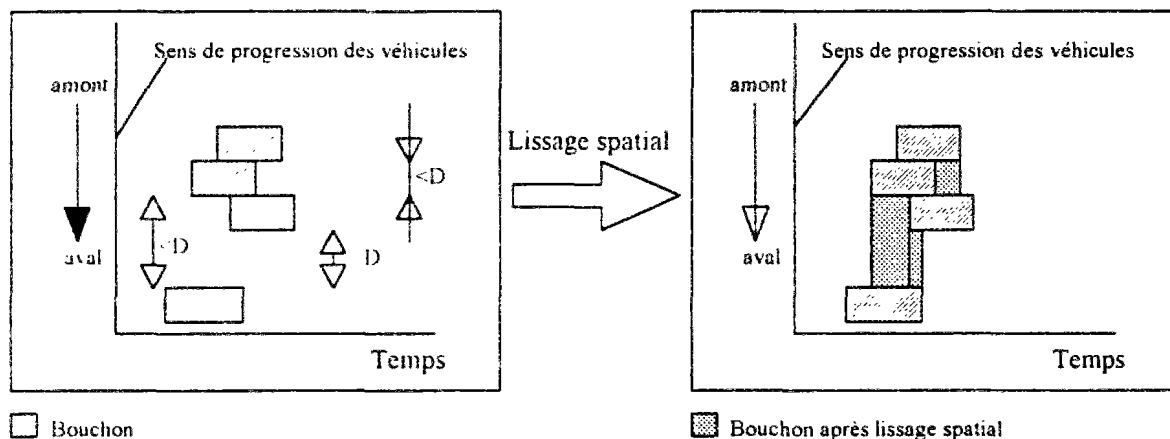 Sens de progression des véhicules
amont
<D
<D
D
aval
Temps
Bouchon
Lissage spatial
Sens de progression des véhicules
amont
aval
Temps
Bouchon après lissage spatial